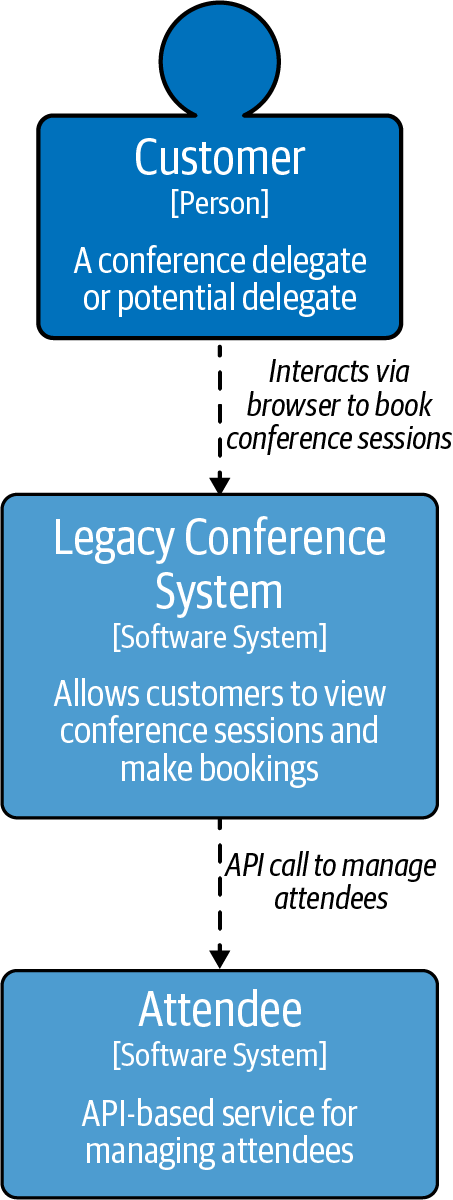 Customer
[Person]
A conference delegate
or potential delegate
Interacts via
browser to book
conference sessions
Legacy Conference
System
[Software System]
Allows customers to view
conference sessions and
make bookings
API call to manage
attendees
Attendee
[Software System]
API-based service for
managing attendees